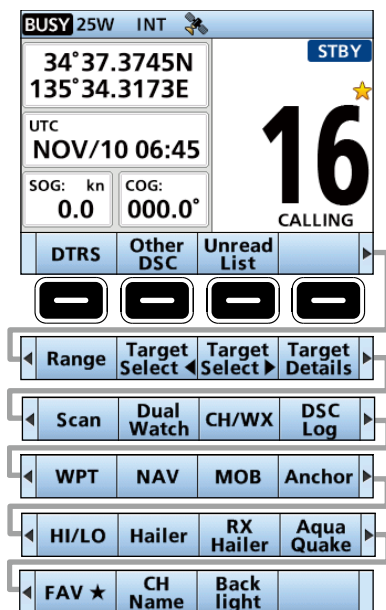 BUSY 25W INT
STBY
34°37.3745N
135°34.3173E
UTC
NOV/10 06:45
SOG: kn COG:
0.0 000.0°
16
CALLING
DTRS Other DSC Unread List
Range Target Select ◀ Target Select ▶ Target Details
Scan Dual Watch CH/WX DSC Log
WPT NAV MOB Anchor
HI/LO Hailer RX Hailer Aqua Quake
FAV ★ CH Name Back light